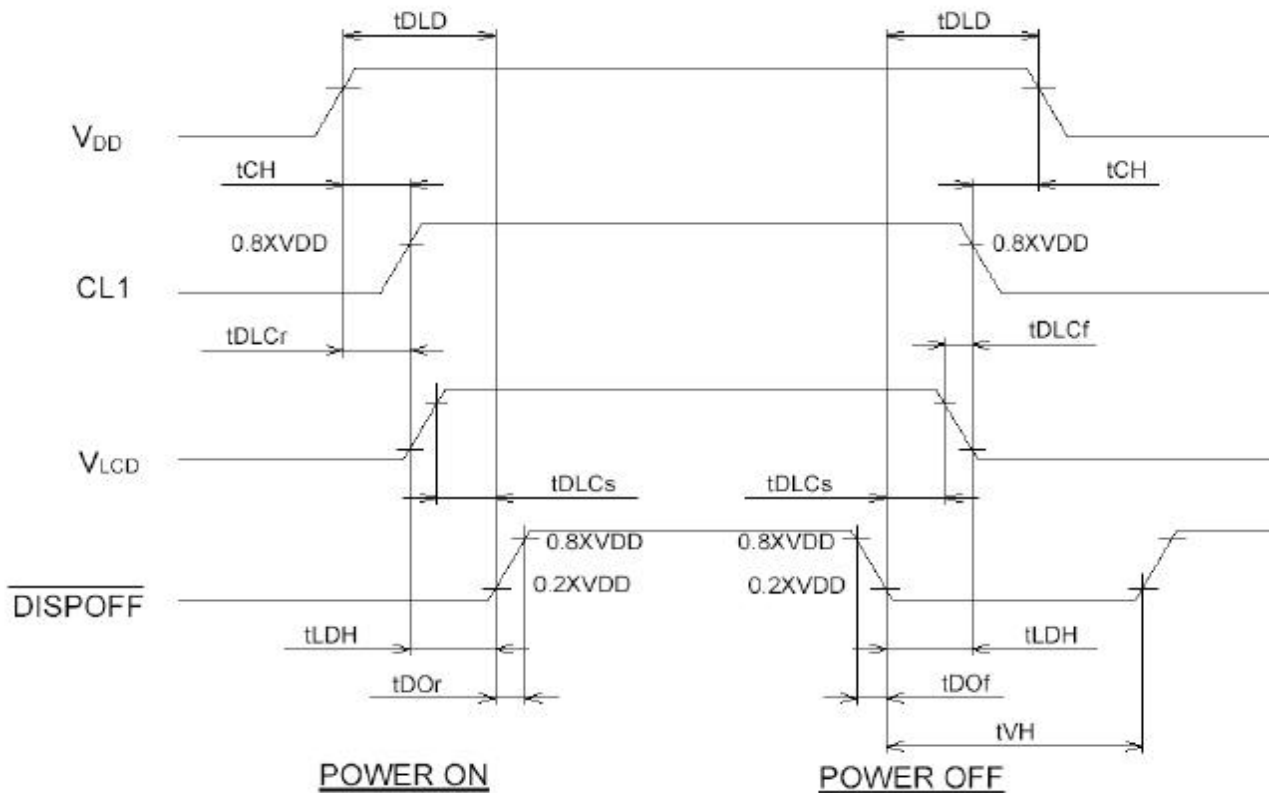 tDLD
tDLD
VDD
tCH
tCH
0.8XVDD
0.8XVDD
CL1
tDLCr
tDLCf
VLCD
tDLCs
tDLCs
0.8XVDD
0.8XVDD
0.2XVDD
0.2XVDD
DISPOFF
tLDH
tLDH
tDOr
tDOf
tVH
POWER ON
POWER OFF